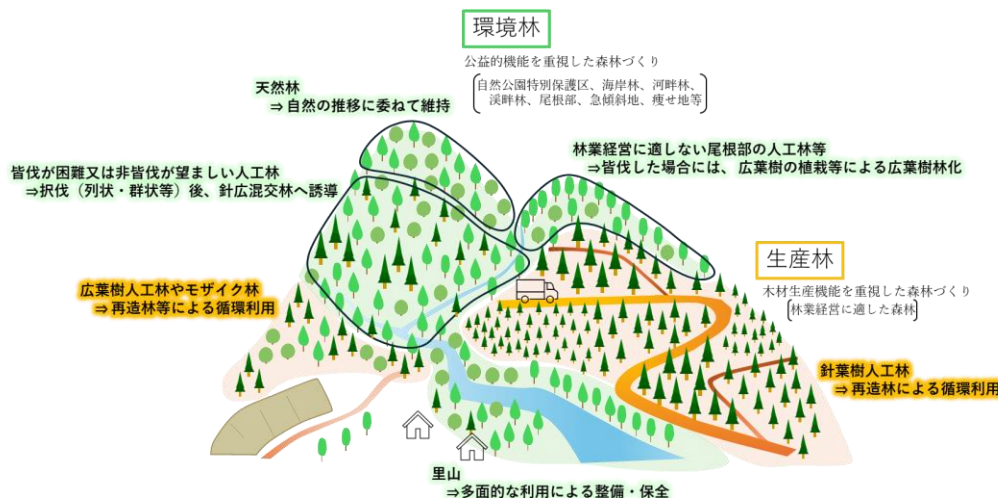 環境林
公益的機能を重視した森林づくり
自然公園特別保護区、海岸林、河畔林、
渓畔林、尾根部、急傾斜地、痩せ地等
天然林
⇒自然の推移に委ねて維持
皆伐が困難又は非皆伐が望ましい人工林
⇒択伐（列状・群状等）後、針広混交林へ誘導
林業経営に適しない尾根部の人工林等
⇒皆伐した場合には、広葉樹の植栽等による広葉樹林化
生産林
木材生産機能を重視した森林づくり
林業経営に適した森林
広葉樹人工林やモザイク林
⇒再造林等による循環利用
針葉樹人工林
⇒再造林による循環利用
里山
⇒多面的な利用による整備・保全